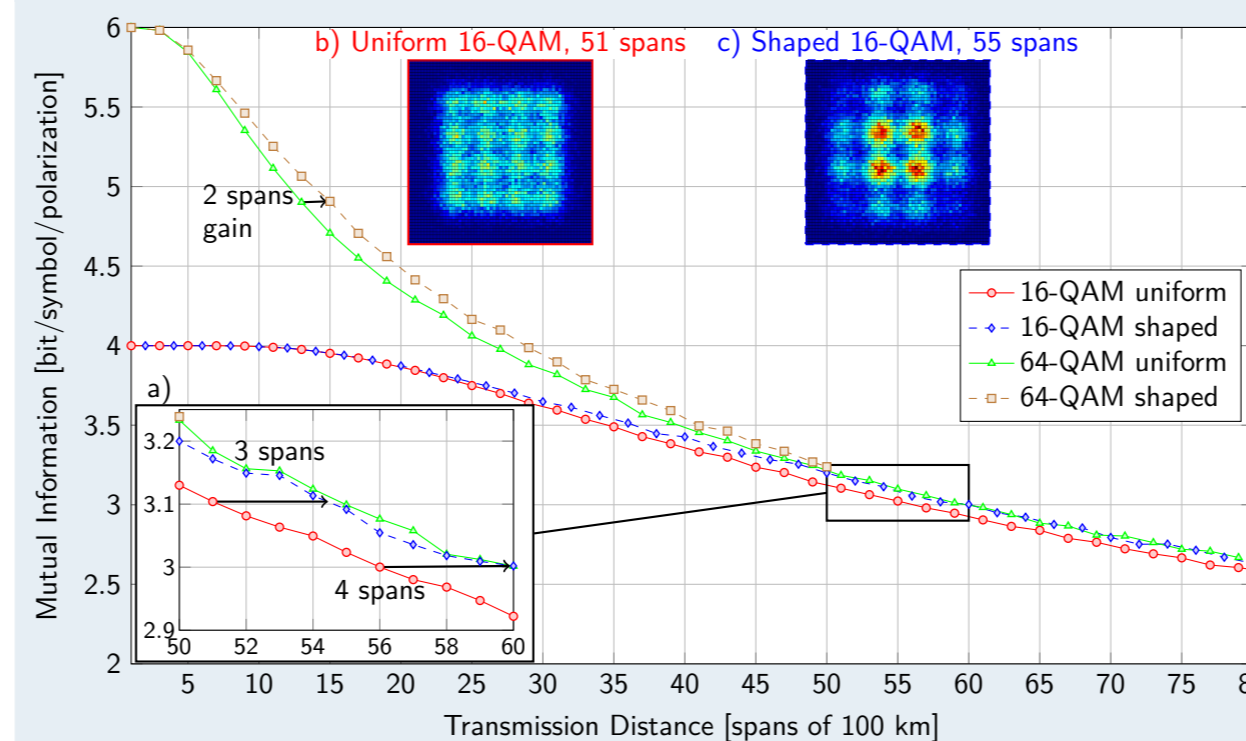 b) Uniform 16-QAM, 51 spans
c) Shaped 16-QAM, 55 spans
6
5.5
5
4.5
4
3.5
3
2.5
2
Mutual Information [bit/symbol/polarization]
2 spans
gain
16-QAM uniform
16-QAM shaped
64-QAM uniform
64-QAM shaped
a)
3.2
3.1
3
2.9
3 spans
4 spans
50 52 54 56 58 60
5 10 15 20 25 30 35 40 45 50 55 60 65 70 75 8
Transmission Distance [spans of 100 km]